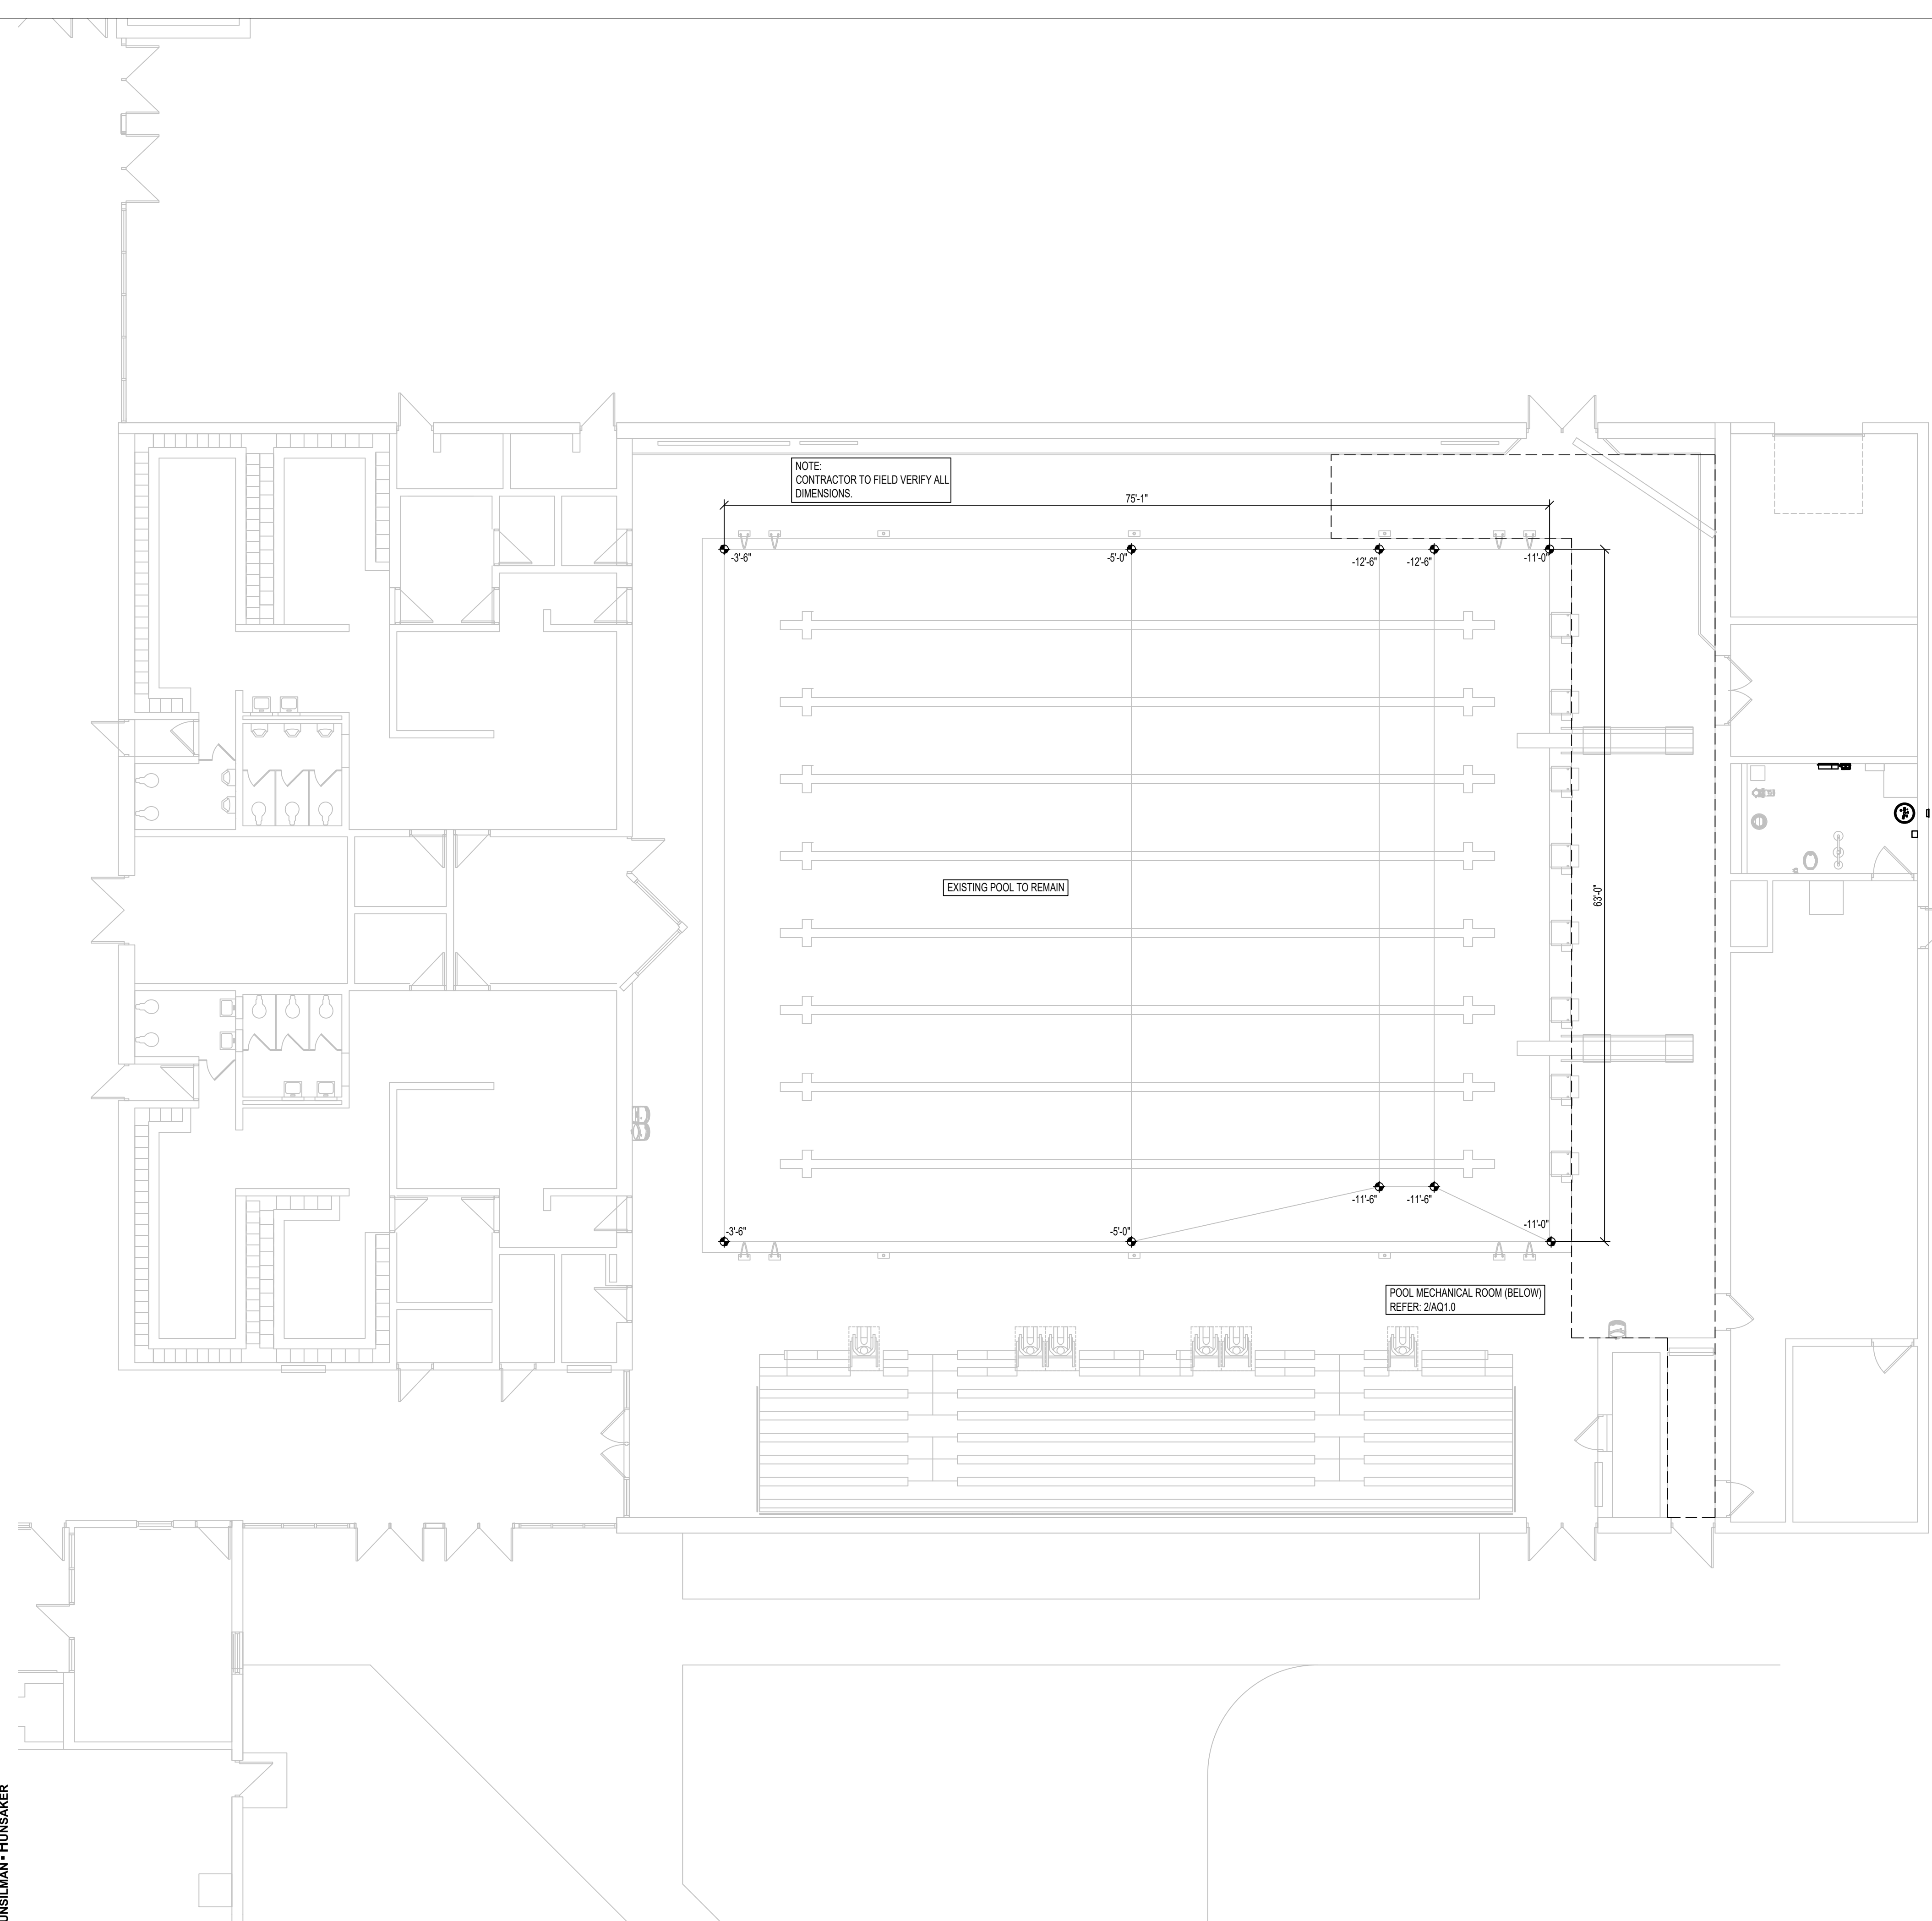 NOTE:
CONTRACTOR TO FIELD VERIFY ALL
DIMENSIONS.
75'-1"
-3'-6"
-5'-0"
-12'-6"
-12'-6"
-11'-0"
EXISTING POOL TO REMAIN
63'-0"
-11'-6"
-11'-6"
-3'-6"
-5'-0"
-11'-0"
POOL MECHANICAL ROOM (BELOW)
REFER: 2/AQ1.0
UNSILMAN ▪ HUNSAKER